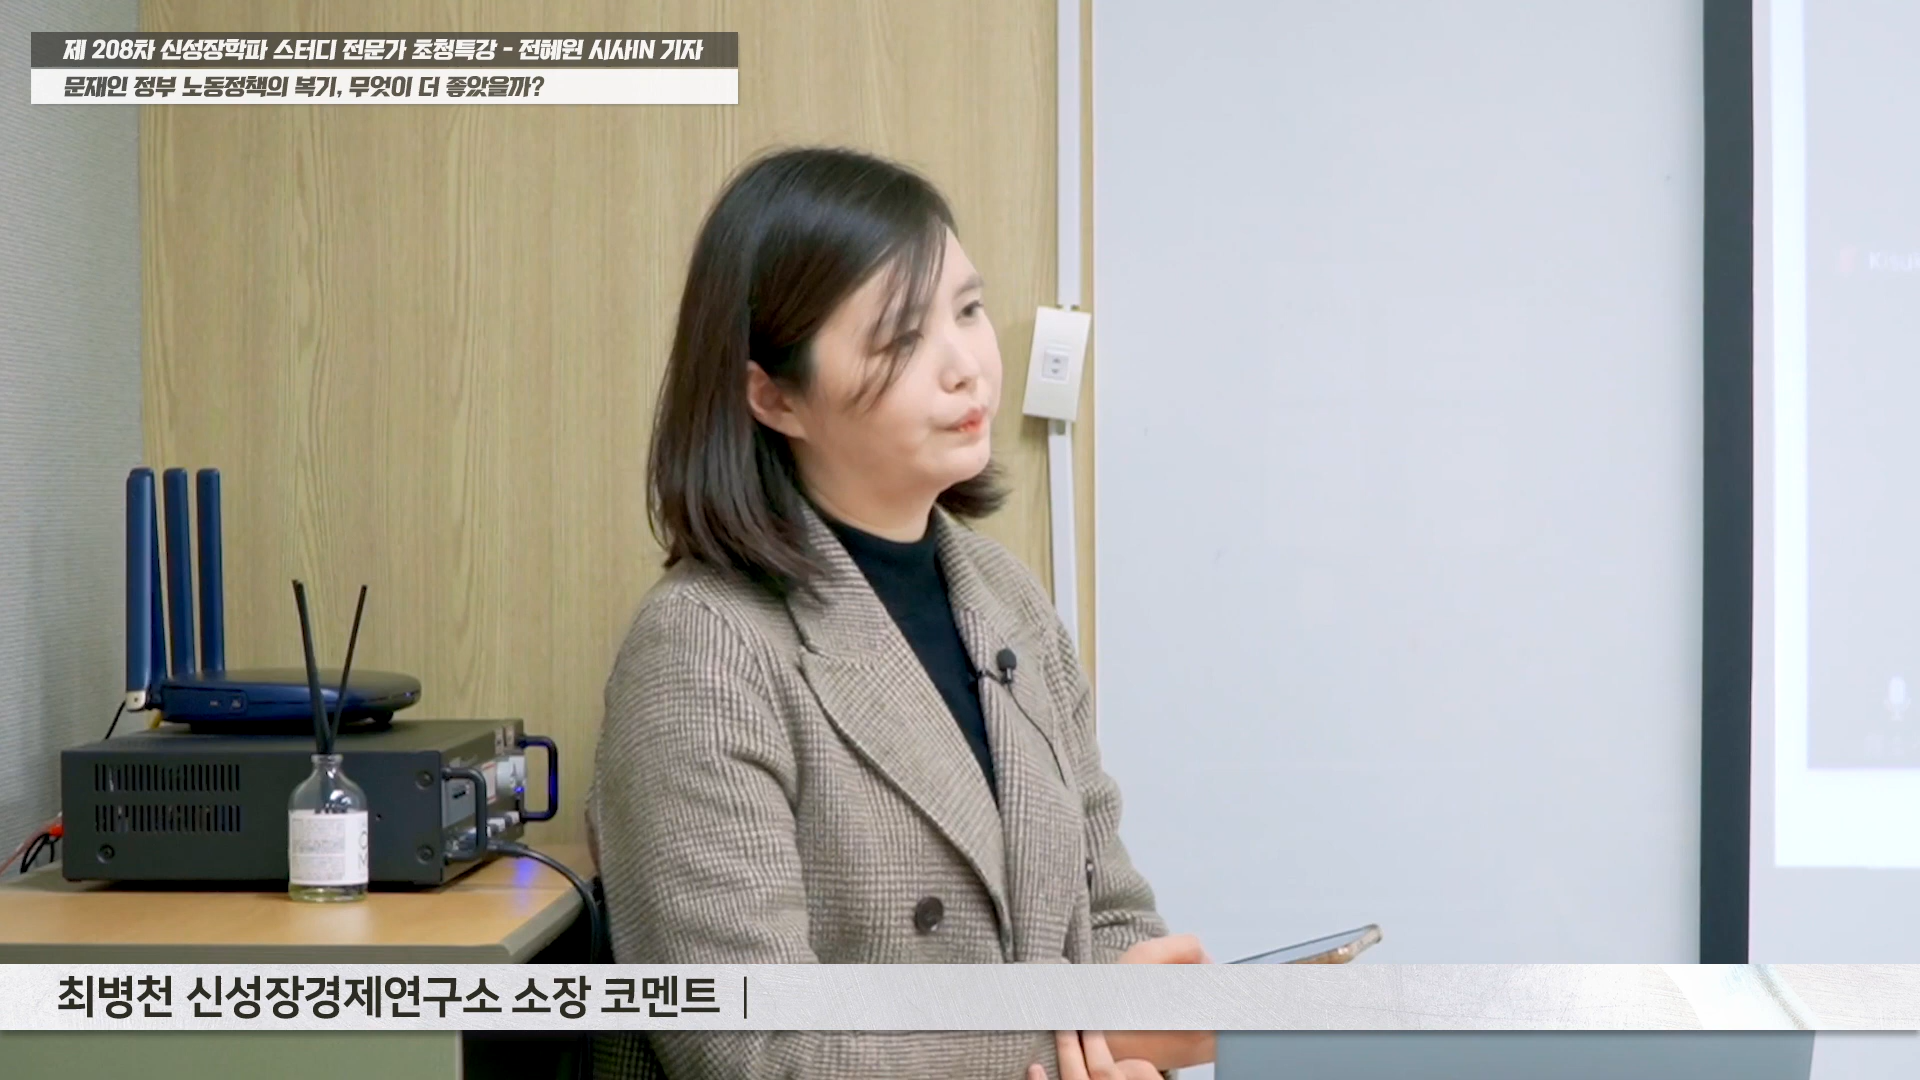 제 208차 신성장학파 스터디 전문가 초청특강 - 전혜원 시사IN 기자
문재인 정부 노동정책의 복기, 무엇이 더 좋았을까?
최병천 신성장경제연구소 소장 코멘트 |